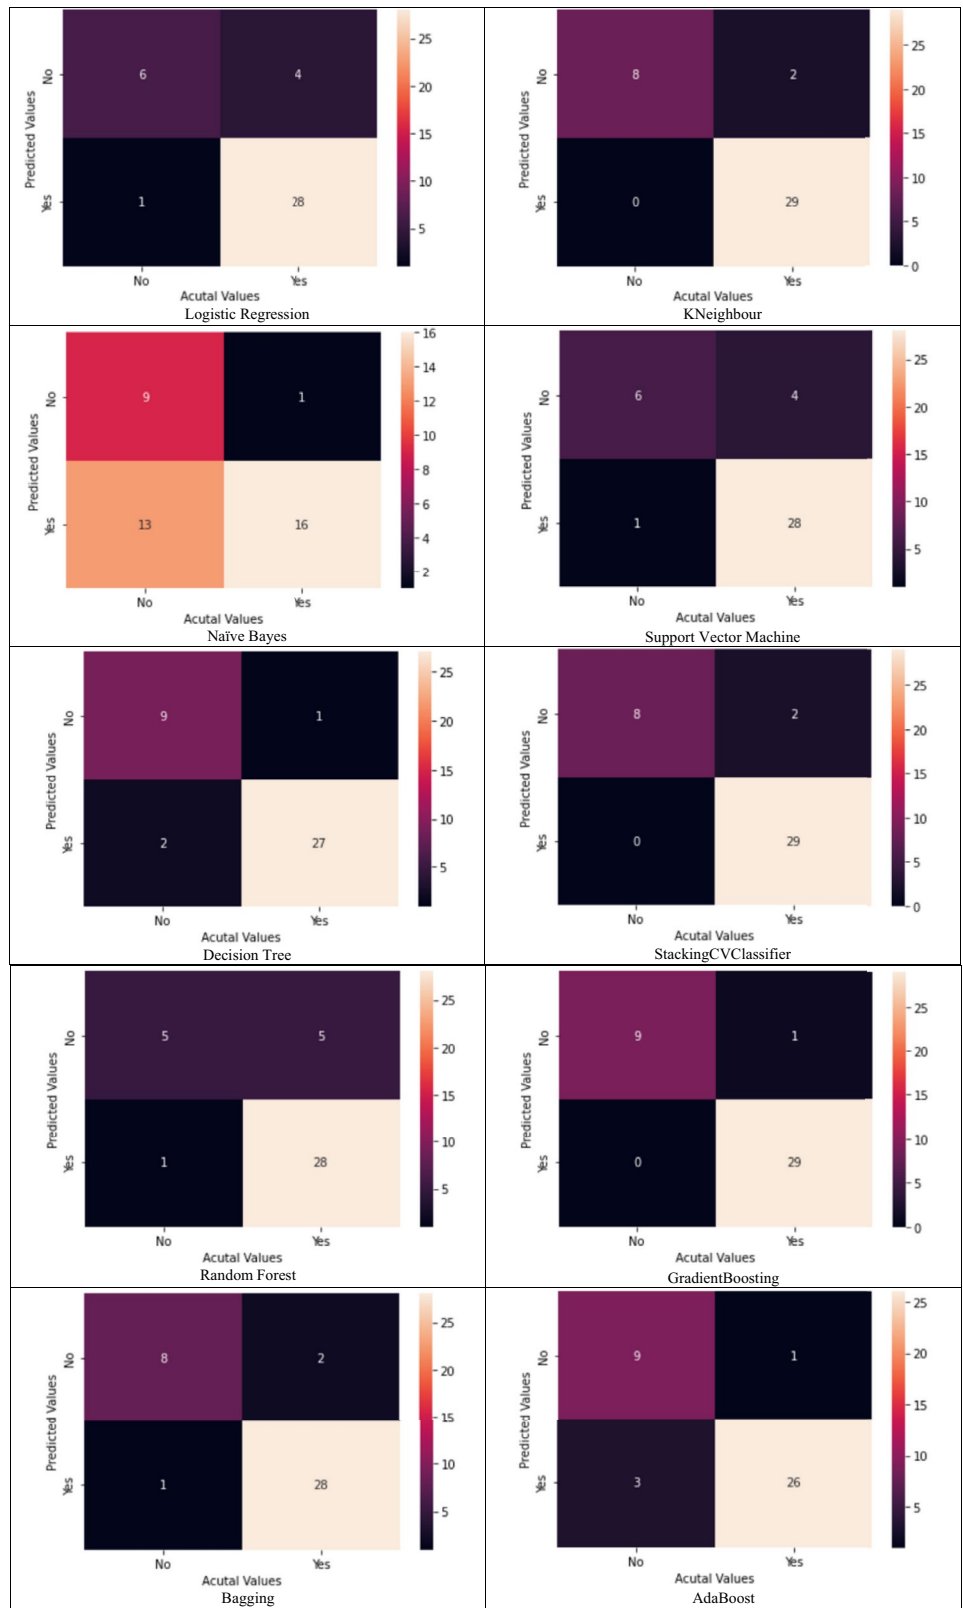 25
20
15
10
5
No
Yes
Predicted Values
6 4
1 28
No Yes
Acutal Values
Logistic Regression
25
20
15
10
5
0
No
Yes
Predicted Values
8 2
0 29
No Yes
Acutal Values
KNeighbour
16
14
12
10
8
6
4
2
No
Yes
Predicted Values
9 1
13 16
No Yes
Acutal Values
Naïve Bayes
25
20
15
10
5
No
Yes
Predicted Values
6 4
1 28
No Yes
Acutal Values
Support Vector Machine
25
20
15
10
5
No
Yes
Predicted Values
9 1
2 27
No Yes
Acutal Values
Decision Tree
25
20
15
10
5
0
No
Yes
Predicted Values
8 2
0 29
No Yes
Acutal Values
StackingCVClassifier
25
20
15
10
5
No
Yes
Predicted Values
5 5
1 28
No Yes
Acutal Values
Random Forest
25
20
15
10
5
0
No
Yes
Predicted Values
9 1
0 29
No Yes
Acutal Values
GradientBoosting
25
20
15
10
5
No
Yes
Predicted Values
8 2
1 28
No Yes
Acutal Values
Bagging
25
20
15
10
5
No
Yes
Predicted Values
9 1
3 26
No Yes
Acutal Values
AdaBoost